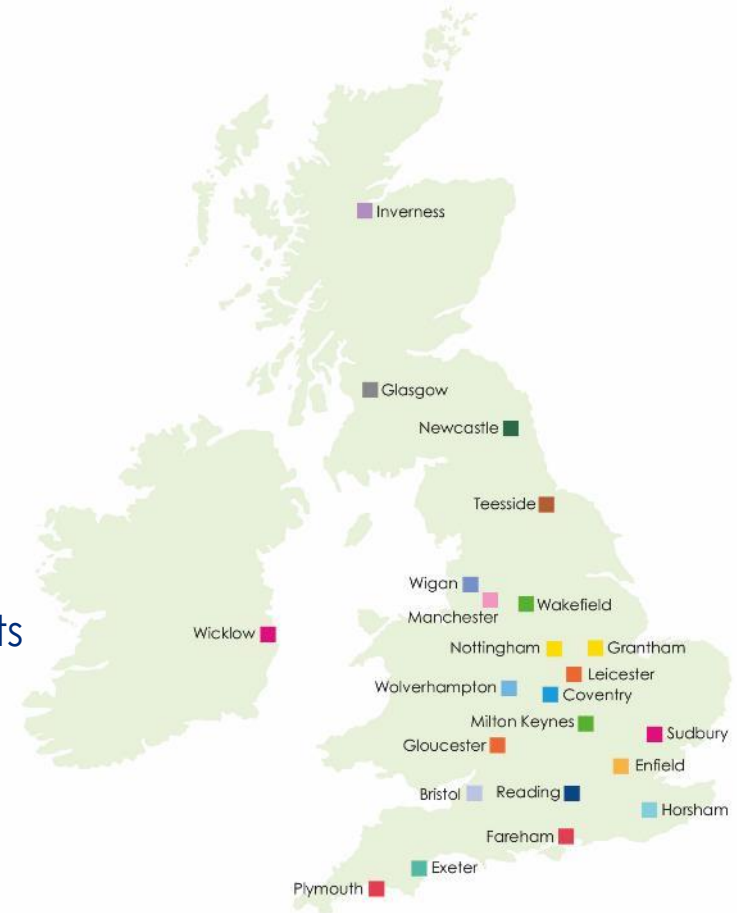 Inverness
Glasgow
Newcastle
Teesside
Wigan
Manchester
Wakefield
ts
Wicklow
Nottingham
Grantham
Leicester
Wolverhampton
Coventry
Milton Keynes
Sudbury
Gloucester
Enfield
Bristol
Reading
Horsham
Fareham
Exeter
Plymouth